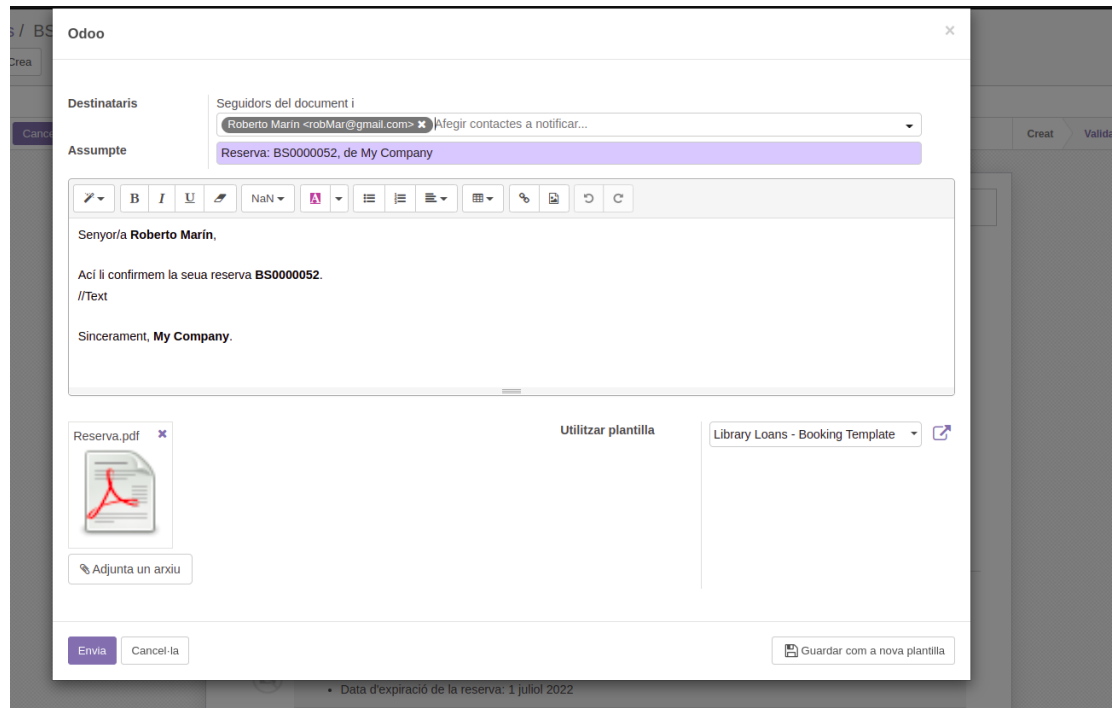 s / BS
Odoo
×
Crea
Destinataris
Seguidors del document i
Roberto Marín <robMar@gmail.com> ✖ Afegir contactes a notificar...
Creat
Valida
Cance
Assumpte
Reserva: BS0000052, de My Company
B I U NaN A
Senyor/a Roberto Marín,
Ací li confirmem la seua reserva BS0000052.
//Text
Sincerament, My Company.
Reserva.pdf ✖
Utilitzar plantilla
Library Loans - Booking Template
Adjunta un arxiu
Envia
Cancel·la
Guardar com a nova plantilla
• Data d'expiració de la reserva: 1 juliol 2022